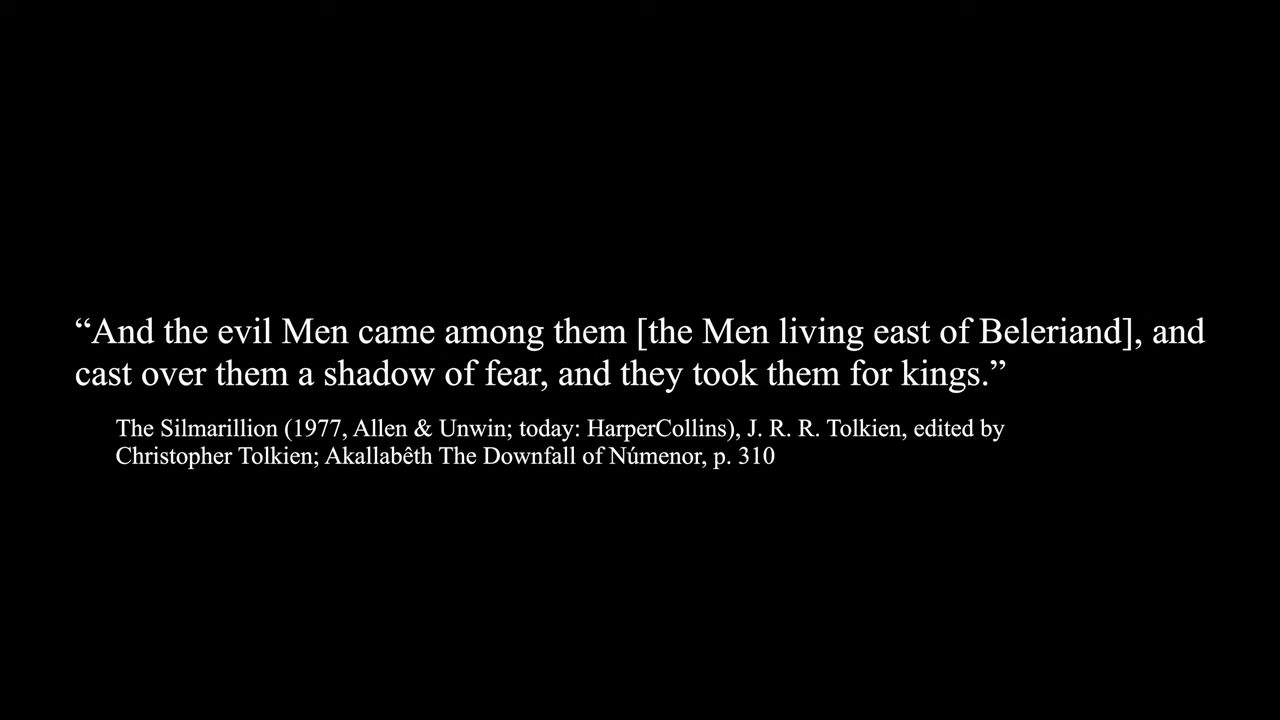 “And the evil Men came among them [the Men living east of Beleriand], and
cast over them a shadow of fear, and they took them for kings.”
The Silmarillion (1977, Allen & Unwin; today: HarperCollins), J. R. R. Tolkien, edited by
Christopher Tolkien; Akallabêth The Downfall of Númenor, p. 310